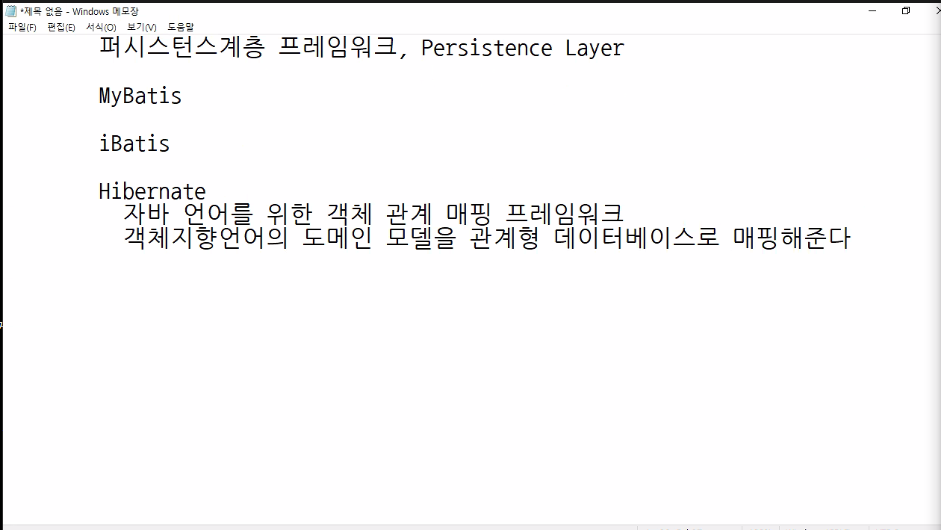 *제목 없음 - Windows 메모장
파일(F) 편집(E) 서식(O) 보기(V) 도움말
퍼시스턴스계층 프레임워크, Persistence Layer
MyBatis
iBatis
Hibernate
자바 언어를 위한 객체 관계 매핑 프레임워크
객체지향언어의 도메인 모델을 관계형 데이터베이스로 매핑해준다